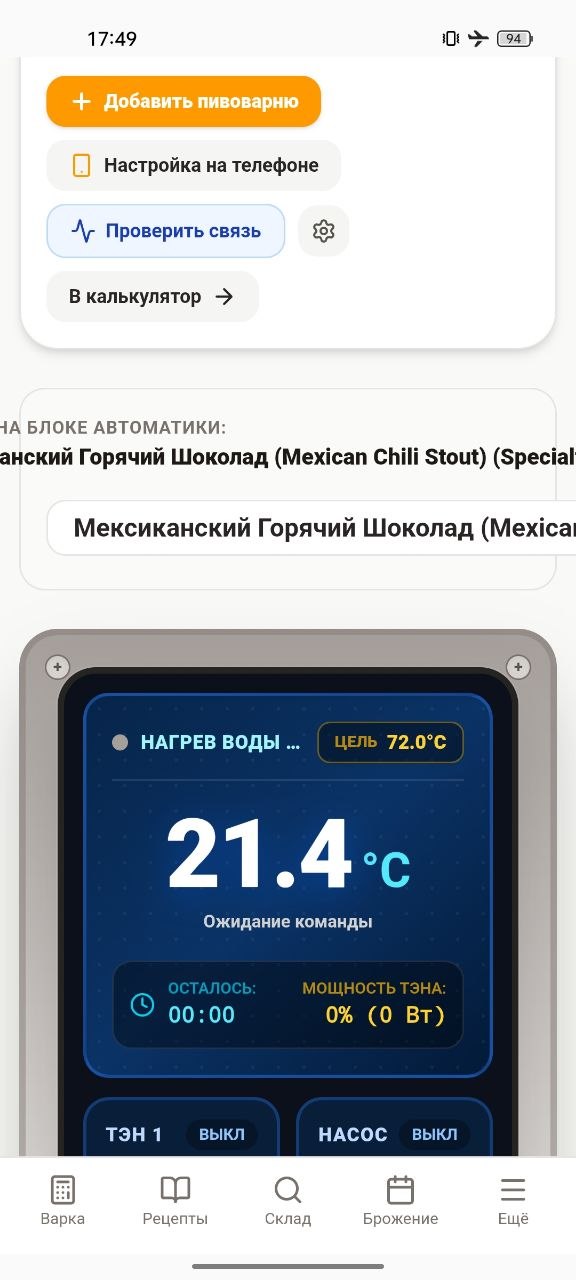 17:49
94
Добавить пивоварню
Настройка на телефоне
Проверить связь
В калькулятор
НА БЛОКЕ АВТОМАТИКИ:
анский Горячий Шоколад (Mexican Chili Stout) (Special
Мексиканский Горячий Шоколад (Mexican
НАГРЕВ ВОДЫ ...
ЦЕЛЬ 72.0°C
21.4 °C
Ожидание команды
ОСТАЛОСЬ: МОЩНОСТЬ ТЭНА:
00:00 0% (0 Вт)
ТЭН 1 ВЫКЛ НАСОС ВЫКЛ
Варка Рецепты Склад Брожение Ещё